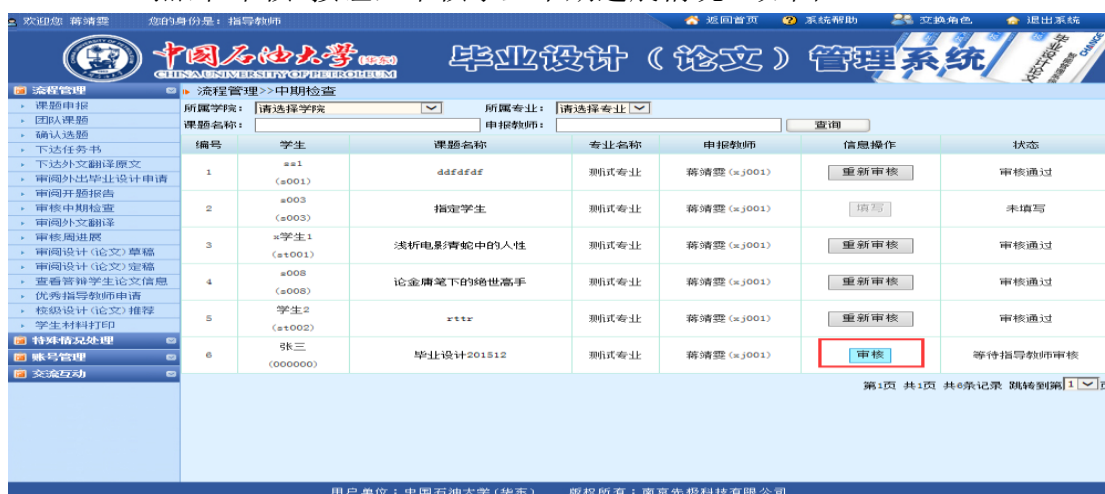 欢迎您 蒋靖霏 您的身份是：指导教师 返回首页 系统帮助 交换角色 退出系统
中国石油大学(华东) 毕业设计（论文）管理系统
CHINA UNIVERSITY OF PETROLEUM
流程管理
课题申报
团队课题
确认选题
下达任务书
下达外文翻译原文
审阅外出毕业设计申请
审阅开题报告
审核中期检查
审阅外文翻译
审核周进展
审阅设计(论文)草稿
审阅设计(论文)定稿
查看答辩学生论文信息
优秀指导教师申请
校级设计(论文)推荐
学生材料打印
特殊情况处理
账号管理
交流互动
流程管理>>中期检查
所属学院： 请选择学院 所属专业： 请选择专业
课题名称： 申报教师： 查询
编号 学生 课题名称 专业名称 申报教师 信息操作 状态
1 ss1 (s001) ddfdfdf 测试专业 蒋靖霏(xj001) 重新审核 审核通过
2 s003 (s003) 指定学生 测试专业 蒋靖霏(xj001) 填写 未填写
3 x学生1 (st001) 浅析电影青蛇中的人性 测试专业 蒋靖霏(xj001) 重新审核 审核通过
4 s008 (s008) 论金庸笔下的绝世高手 测试专业 蒋靖霏(xj001) 重新审核 审核通过
5 学生2 (st002) rttr 测试专业 蒋靖霏(xj001) 重新审核 审核通过
6 张三 (000000) 毕业设计201512 测试专业 蒋靖霏(xj001) 审核 等待指导教师审核
第1页 共1页 共6条记录 跳转到第 1 页
用户单位：中国石油大学(华东) 版权所有：南京先极科技有限公司